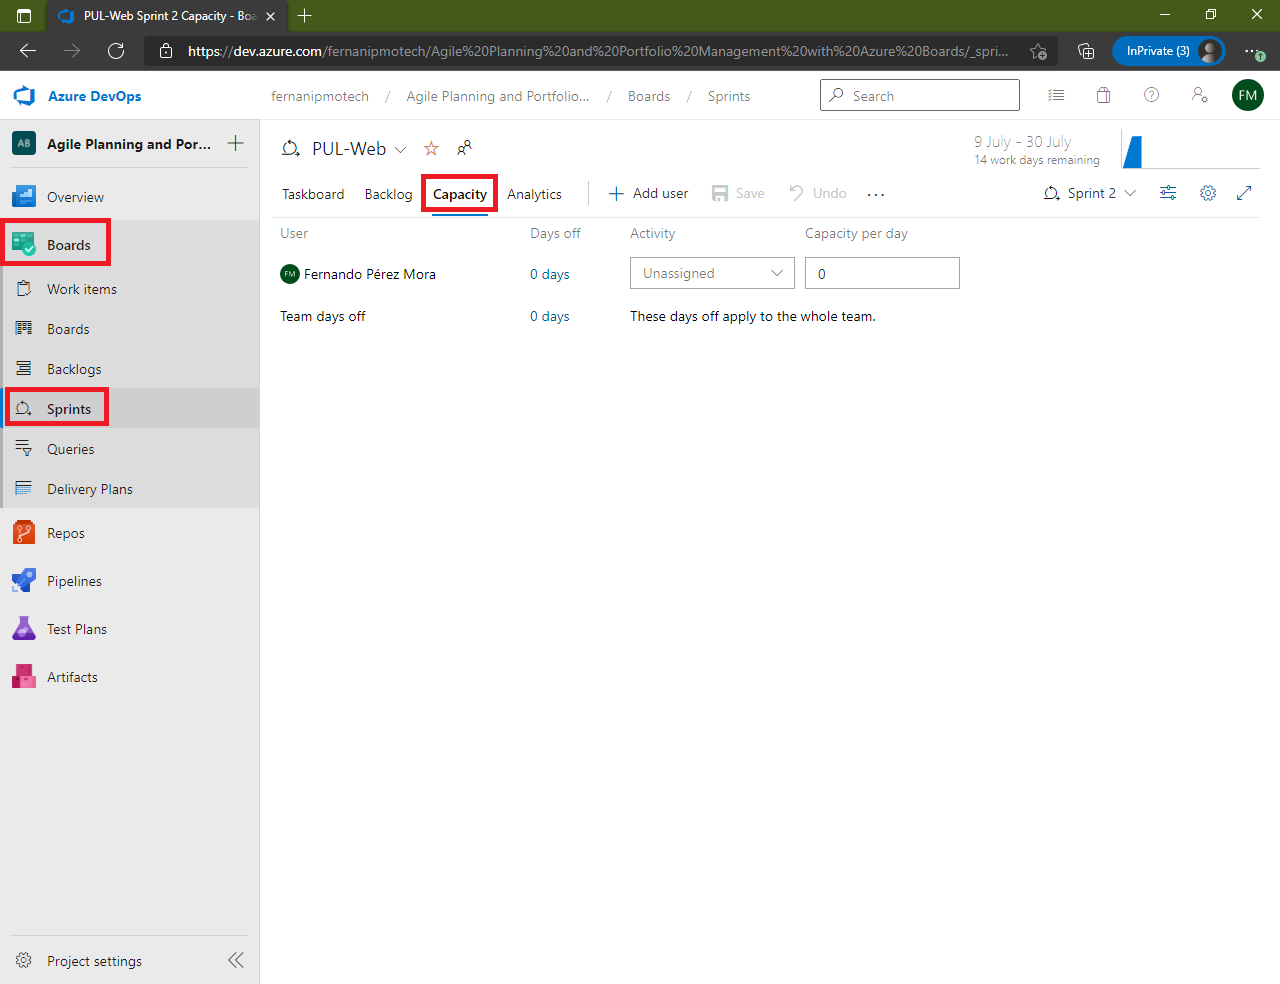 PUL-Web Sprint 2 Capacity - Boa
https://dev.azure.com/fernanipmotech/Agile%20Planning%20and%20Portfolio%20Management%20with%20Azure%20Boards/_spri...
InPrivate (3)
Azure DevOps
fernanipmotech / Agile Planning and Portfolio... / Boards / Sprints
Search
FM
AB Agile Planning and Por...
Overview
Boards
Work items
Boards
Backlogs
Sprints
Queries
Delivery Plans
Repos
Pipelines
Test Plans
Artifacts
Project settings
PUL-Web
9 July - 30 July
14 work days remaining
Taskboard Backlog Capacity Analytics Add user Save Undo ... Sprint 2
User Days off Activity Capacity per day
FM Fernando Pérez Mora 0 days Unassigned 0
Team days off 0 days These days off apply to the whole team.